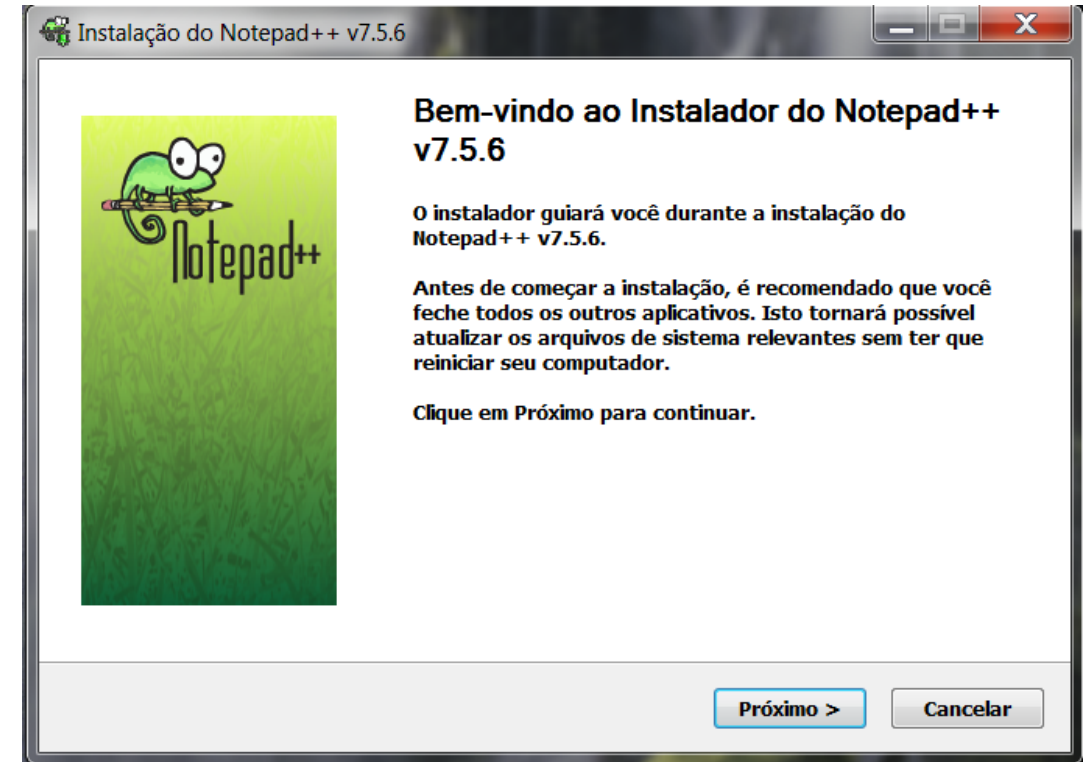 Instalação do Notepad++ v7.5.6
Bem-vindo ao Instalador do Notepad++
v7.5.6
Notepad++
O instalador guiará você durante a instalação do
Notepad++ v7.5.6.
Antes de começar a instalação, é recomendado que você
feche todos os outros aplicativos. Isto tornará possível
atualizar os arquivos de sistema relevantes sem ter que
reiniciar seu computador.
Clique em Próximo para continuar.
Próximo >
Cancelar